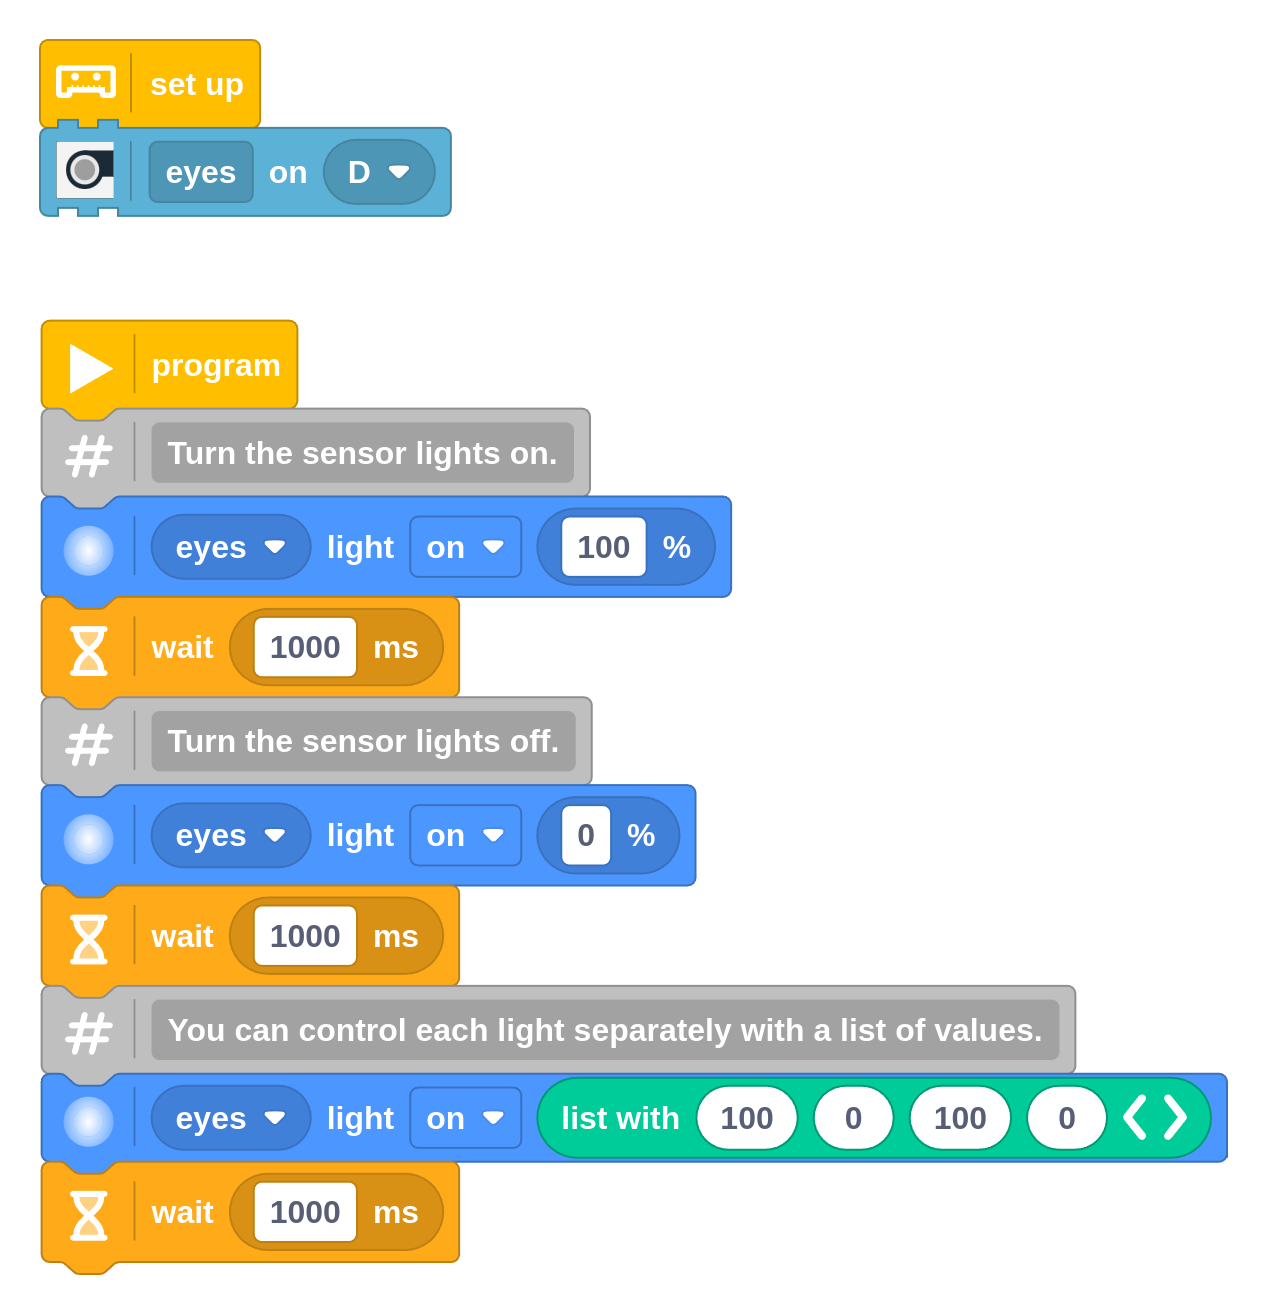 set up
eyes on D
program
# Turn the sensor lights on.
eyes light on 100 %
wait 1000 ms
# Turn the sensor lights off.
eyes light on 0 %
wait 1000 ms
# You can control each light separately with a list of values.
eyes light on list with 100 0 100 0
wait 1000 ms